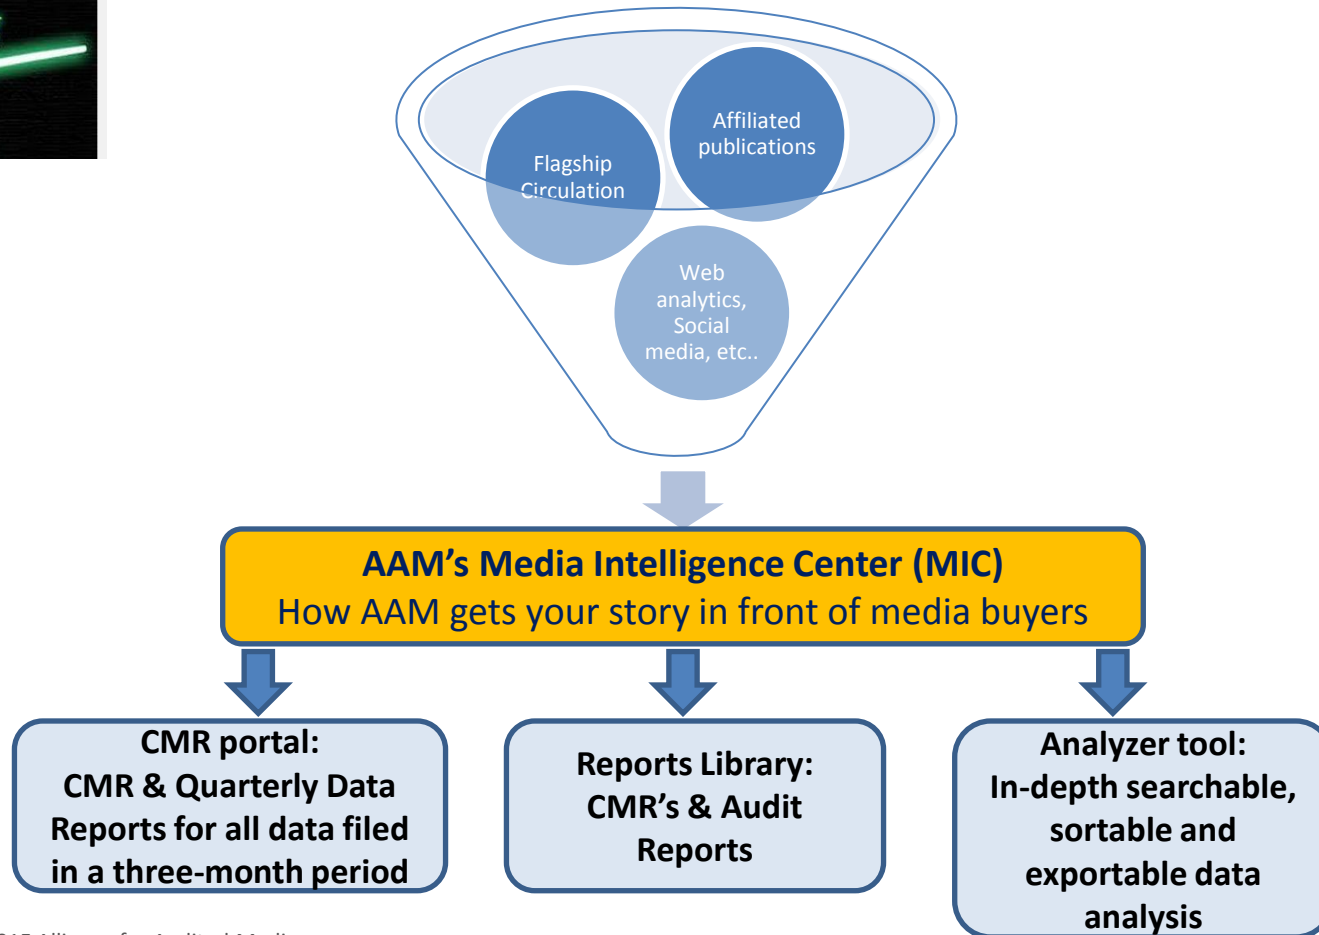 Affiliated
publications
Flagship
Circulation
Web
analytics,
Social
media, etc..
AAM’s Media Intelligence Center (MIC)
How AAM gets your story in front of media buyers
CMR portal:
CMR & Quarterly Data
Reports for all data filed
in a three-month period
Reports Library:
CMR’s & Audit
Reports
Analyzer tool:
In-depth searchable,
sortable and
exportable data
analysis